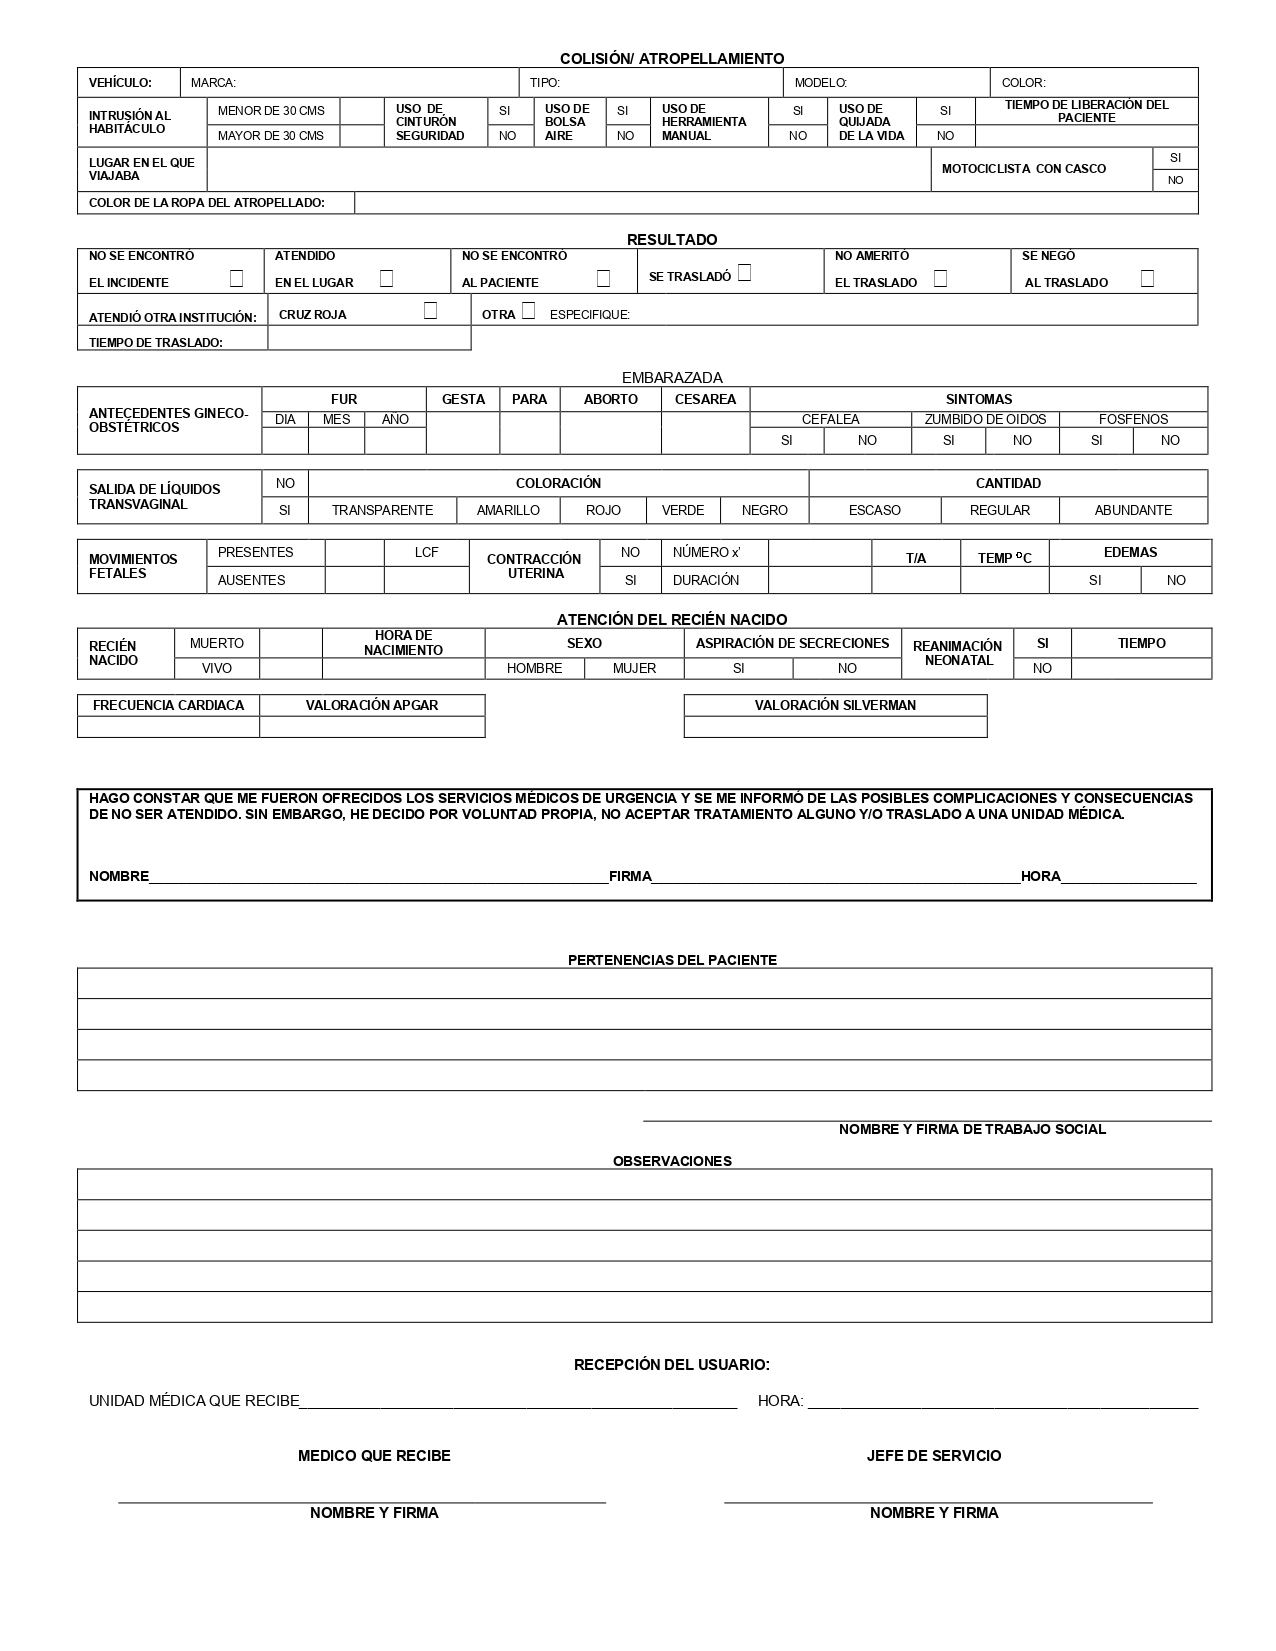 COLISIÓN/ ATROPELLAMIENTO
VEHÍCULO: MARCA: TIPO: MODELO: COLOR:
INTRUSIÓN AL HABITÁCULO MENOR DE 30 CMS USO DE CINTURÓN SEGURIDAD SI USO DE BOLSA AIRE SI USO DE HERRAMIENTA MANUAL SI USO DE QUIJADA DE LA VIDA SI TIEMPO DE LIBERACIÓN DEL PACIENTE
MAYOR DE 30 CMS NO NO NO NO
LUGAR EN EL QUE VIAJABA MOTOCICLISTA CON CASCO SI
NO
COLOR DE LA ROPA DEL ATROPELLADO:
RESULTADO
NO SE ENCONTRÓ ATENDIDO NO SE ENCONTRÓ NO AMERITÓ SE NEGÓ
EL INCIDENTE EN EL LUGAR AL PACIENTE SE TRASLADÓ EL TRASLADO AL TRASLADO
ATENDIÓ OTRA INSTITUCIÓN: CRUZ ROJA OTRA ESPECIFIQUE:
TIEMPO DE TRASLADO:
EMBARAZADA
ANTECEDENTES GINECO-OBSTÉTRICOS FUR GESTA PARA ABORTO CESAREA SINTOMAS
DIA MES AÑO CEFALEA ZUMBIDO DE OIDOS FOSFENOS
SI NO SI NO SI NO
SALIDA DE LÍQUIDOS TRANSVAGINAL NO COLORACIÓN CANTIDAD
SI TRANSPARENTE AMARILLO ROJO VERDE NEGRO ESCASO REGULAR ABUNDANTE
MOVIMIENTOS FETALES PRESENTES LCF CONTRACCIÓN UTERINA NO NÚMERO x' T/A TEMP ºC EDEMAS
AUSENTES SI DURACIÓN SI NO
ATENCIÓN DEL RECIÉN NACIDO
RECIÉN NACIDO MUERTO HORA DE NACIMIENTO SEXO ASPIRACIÓN DE SECRECIONES REANIMACIÓN NEONATAL SI TIEMPO
VIVO HOMBRE MUJER SI NO NO
FRECUENCIA CARDIACA VALORACIÓN APGAR VALORACIÓN SILVERMAN
HAGO CONSTAR QUE ME FUERON OFRECIDOS LOS SERVICIOS MÉDICOS DE URGENCIA Y SE ME INFORMÓ DE LAS POSIBLES COMPLICACIONES Y CONSECUENCIAS
DE NO SER ATENDIDO. SIN EMBARGO, HE DECIDO POR VOLUNTAD PROPIA, NO ACEPTAR TRATAMIENTO ALGUNO Y/O TRASLADO A UNA UNIDAD MÉDICA.
NOMBRE____________________FIRMA____________________HORA__________
PERTENENCIAS DEL PACIENTE
NOMBRE Y FIRMA DE TRABAJO SOCIAL
OBSERVACIONES
RECEPCIÓN DEL USUARIO:
UNIDAD MÉDICA QUE RECIBE____________________ HORA: ____________________
MEDICO QUE RECIBE JEFE DE SERVICIO
NOMBRE Y FIRMA NOMBRE Y FIRMA